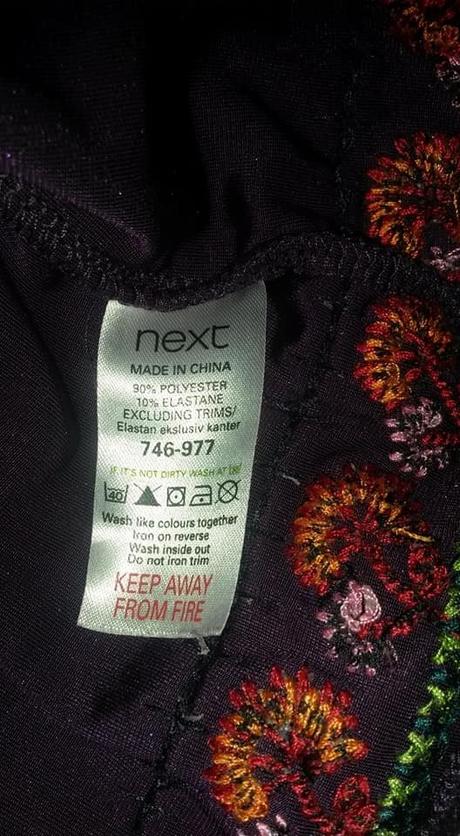 next
MADE IN CHINA
90% POLYESTER
10% ELASTANE
EXCLUDING TRIMS/
Elastan ekslusiv kanter
746-977
IF IT'S NOT DIRTY WASH AT
40
Wash like colours together
Iron on reverse
Wash inside out
Do not iron trim
KEEP AWAY
FROM FIRE